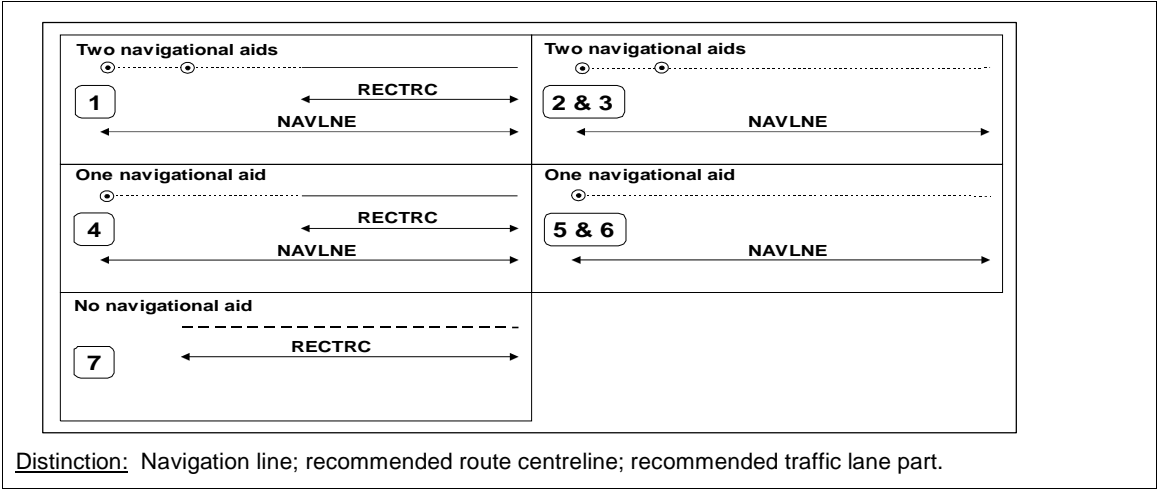 Two navigational aids
RECTRC
1
NAVLNE
Two navigational aids
2 & 3
NAVLNE
One navigational aid
RECTRC
4
NAVLNE
One navigational aid
5 & 6
NAVLNE
No navigational aid
RECTRC
7
Distinction: Navigation line; recommended route centreline; recommended traffic lane part.